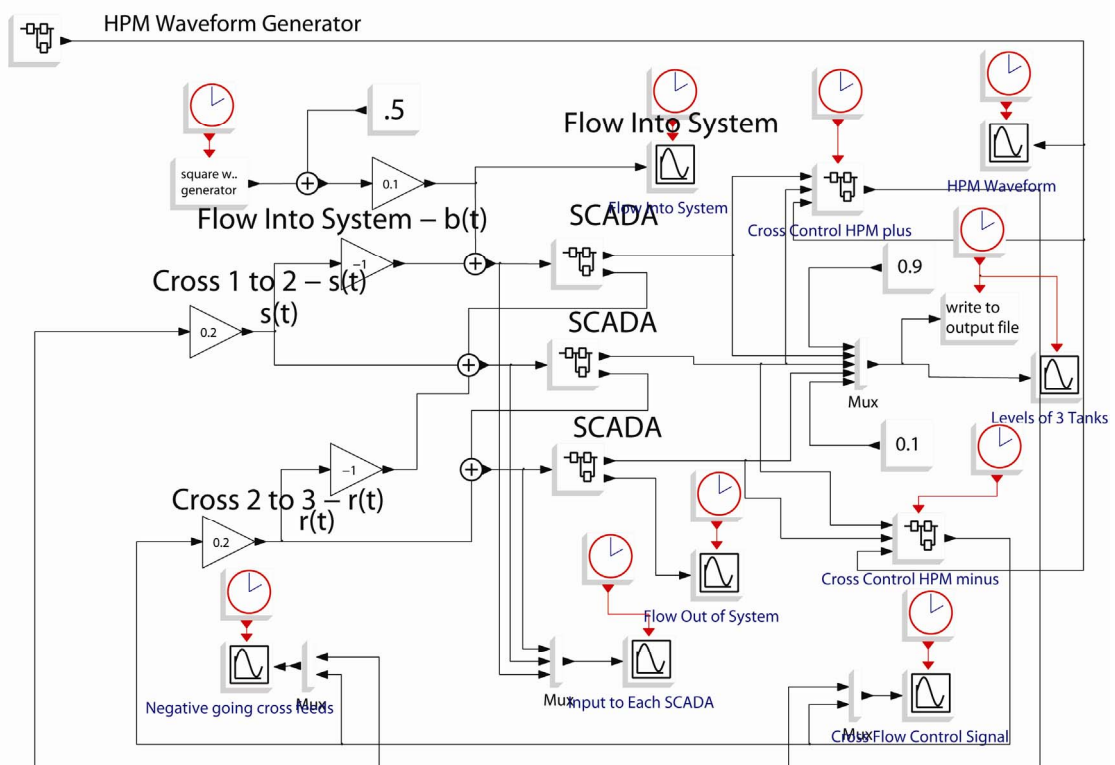 HPM Waveform Generator
.5
Flow Into System
square w..
generator
0.1
HPM Waveform
Flow Into System
SCADA
Flow Into System – b(t)
Cross Control HPM plus
−1
0.9
Cross 1 to 2 – s(t)
s(t)
write to
output file
SCADA
0.2
Mux
Levels of 3 Tanks
SCADA
0.1
−1
Cross 2 to 3 – r(t)
r(t)
0.2
Cross Control HPM minus
Flow Out of System
Mux
Negative going cross feeds
Mux
Input to Each SCADA
Mux
Cross Flow Control Signal